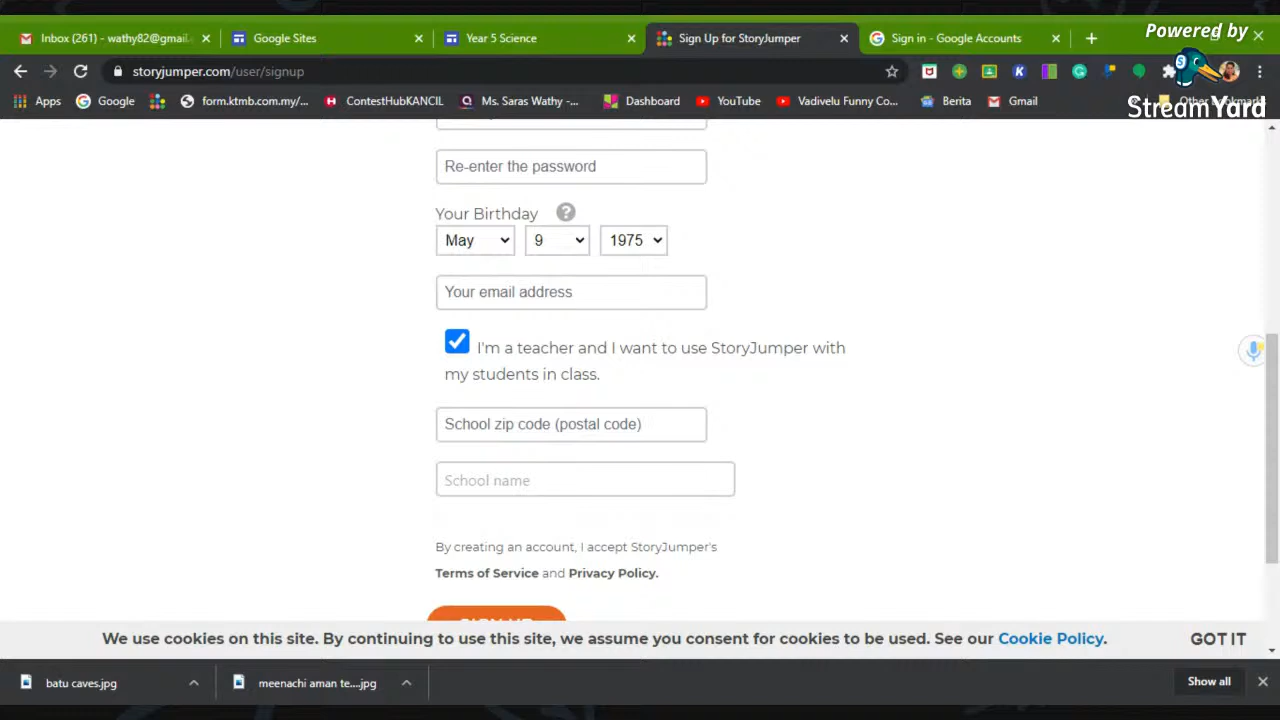 Inbox (261) - wathy82@gmail.
Google Sites
Year 5 Science
Sign Up for StoryJumper
Sign in - Google Accounts
Powered by
storyjumper.com/user/signup
StreamYard
Apps
Google
form.ktmb.com.my/...
ContestHubKANCIL
Ms. Saras Wathy -...
Dashboard
YouTube
Vadivelu Funny Co...
Berita
Gmail
Re-enter the password
Your Birthday ?
May 9 1975
Your email address
I'm a teacher and I want to use StoryJumper with
my students in class.
School zip code (postal code)
School name
By creating an account, I accept StoryJumper's
Terms of Service and Privacy Policy.
SIGN UP
We use cookies on this site. By continuing to use this site, we assume you consent for cookies to be used. See our Cookie Policy.
GOT IT
batu caves.jpg
meenachi aman te....jpg
Show all